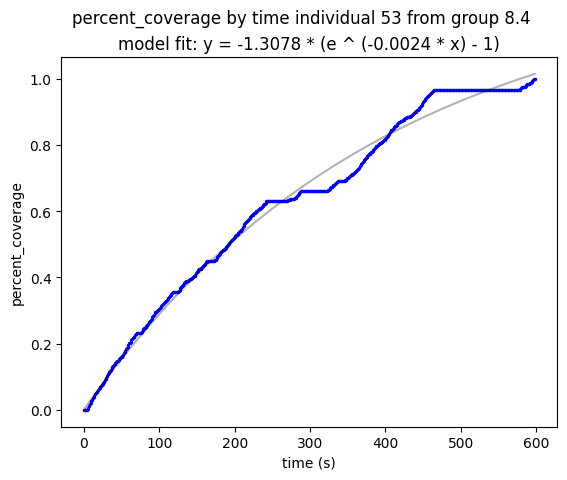 percent_coverage by time individual 53 from group 8.4
model fit: y = -1.3078 * (e ^ (-0.0024 * x) - 1)
1.0
0.8
0.6
0.4
0.2
0.0
percent_coverage
0 100 200 300 400 500 600
time (s)